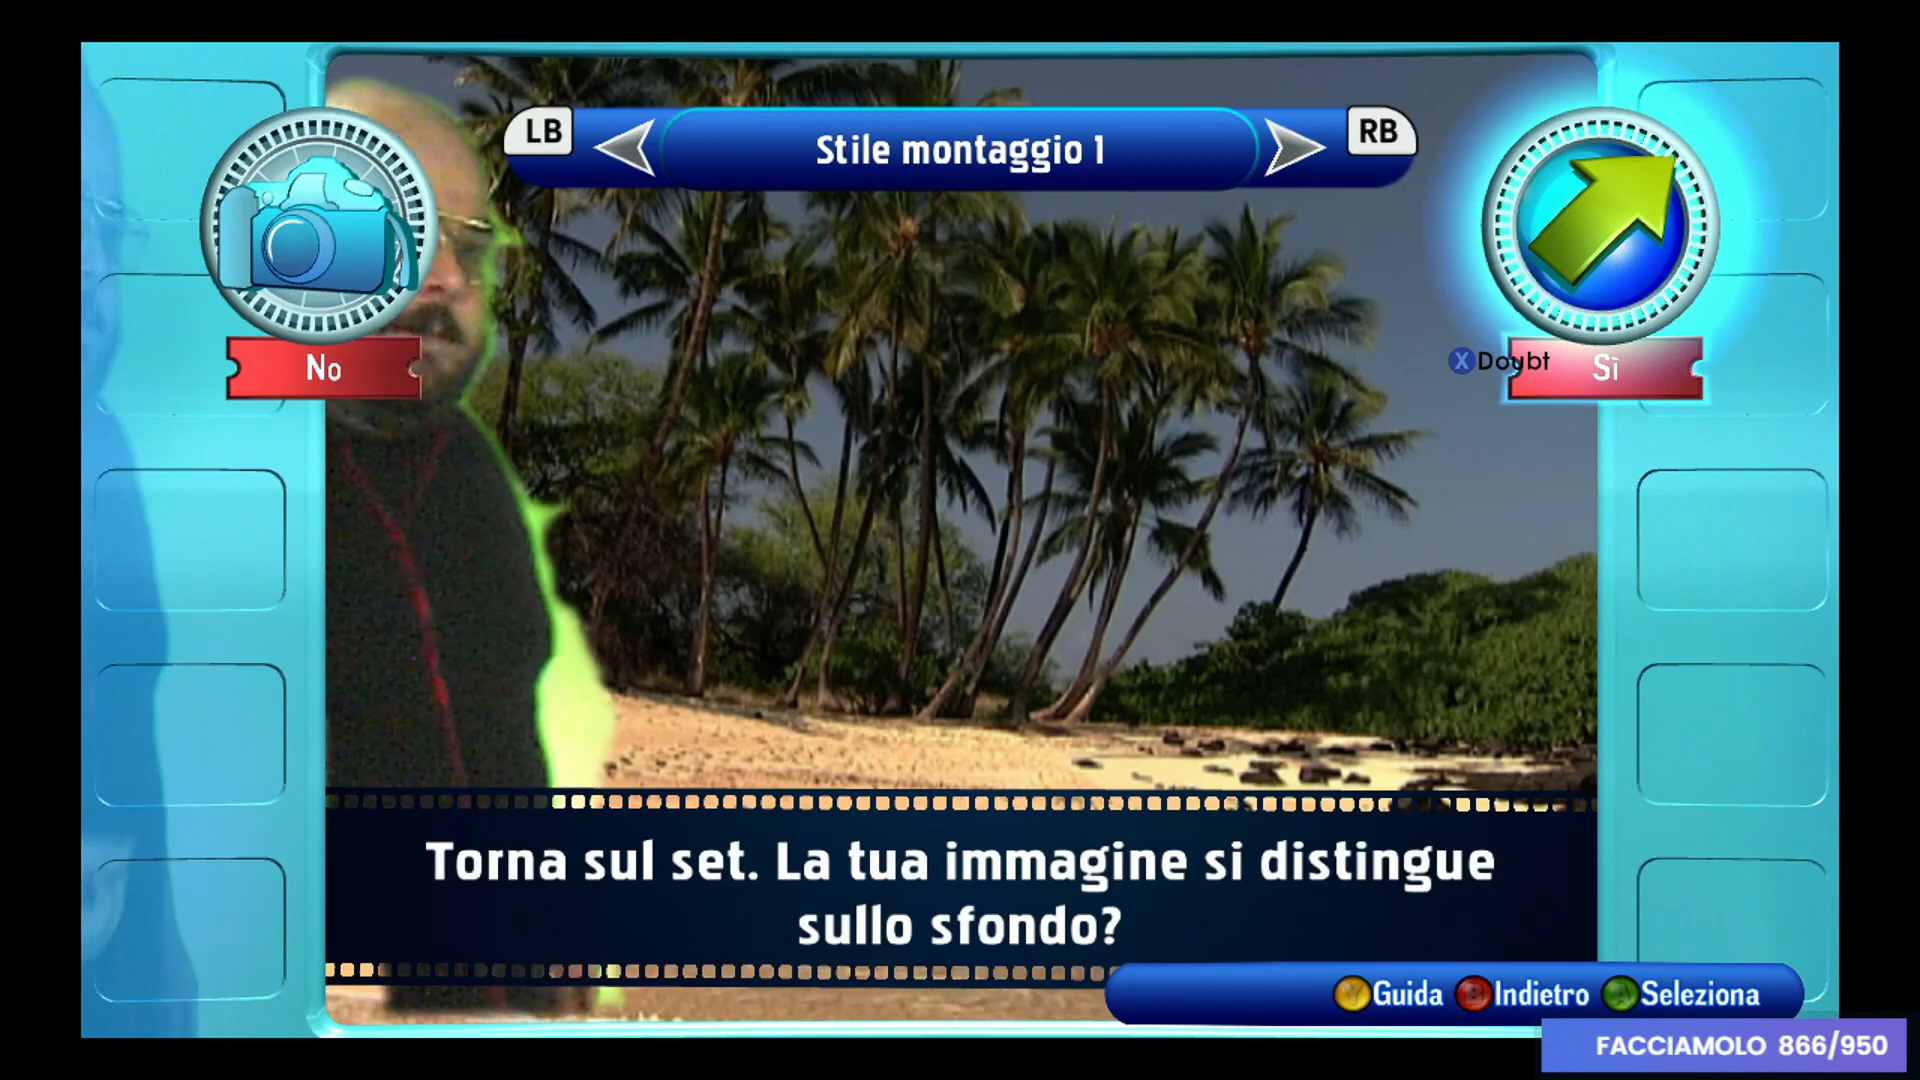 LB
Stile montaggio 1
RB
No
X Doubt
Sì
Torna sul set. La tua immagine si distingue
sullo sfondo?
Y Guida B Indietro A Seleziona
FACCIAMOLO 866/950